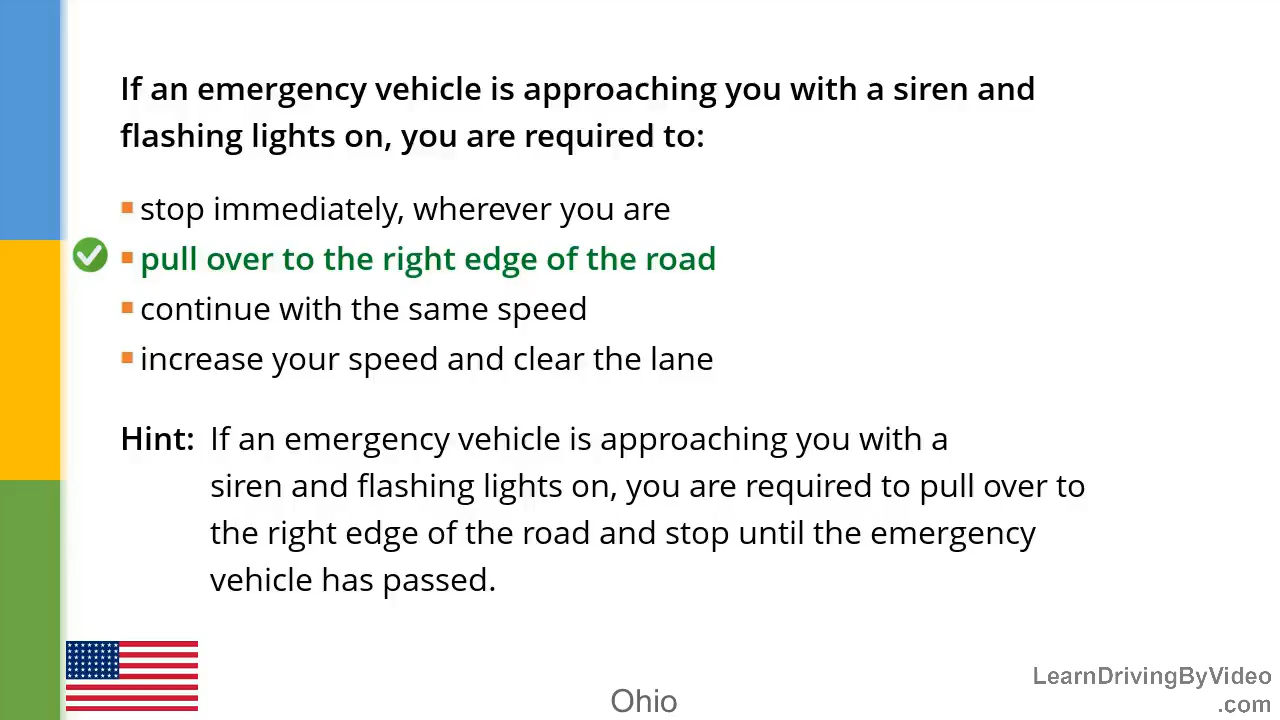 If an emergency vehicle is approaching you with a siren and
flashing lights on, you are required to:
stop immediately, wherever you are
pull over to the right edge of the road
continue with the same speed
increase your speed and clear the lane
Hint: If an emergency vehicle is approaching you with a
siren and flashing lights on, you are required to pull over to
the right edge of the road and stop until the emergency
vehicle has passed.
LearnDrivingByVideo
.com
Ohio